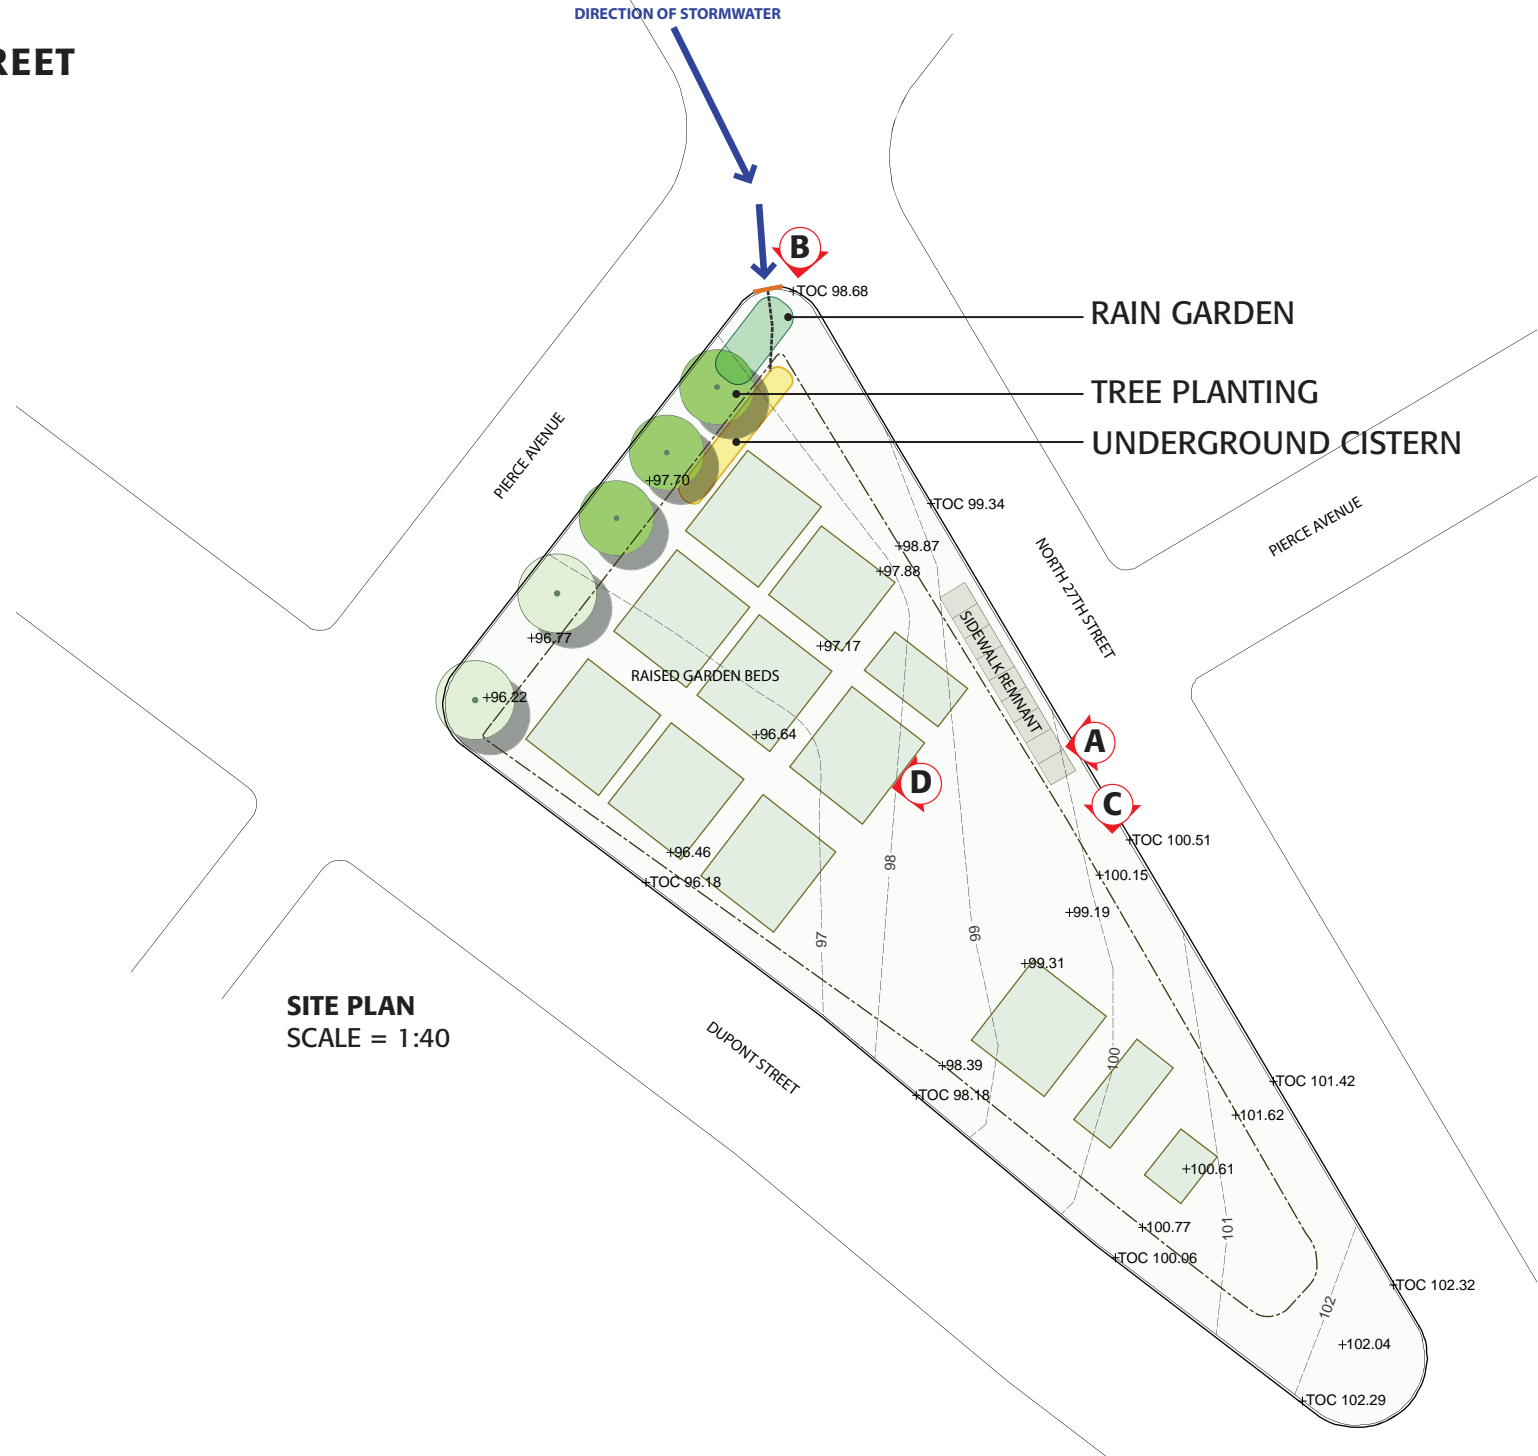 DIRECTION OF STORMWATER
REET
B
+TOC 98.68
RAIN GARDEN
TREE PLANTING
UNDERGROUND CISTERN
PIERCE AVENUE
+97.70
+TOC 99.34
PIERCE AVENUE
+98.87
+97.88
NORTH 27TH STREET
SIDEWALK REMNANT
+96.77
+97.17
RAISED GARDEN BEDS
+96.22
+96.64
A
D
C
+TOC 100.51
+96.46
+TOC 96.18
98
+100.15
+99.19
97
99
+99.31
SITE PLAN
SCALE = 1:40
DUPONT STREET
100
+98.39
+TOC 98.18
+TOC 101.42
+101.62
+100.61
+100.77
101
+TOC 100.06
+TOC 102.32
102
+102.04
+TOC 102.29